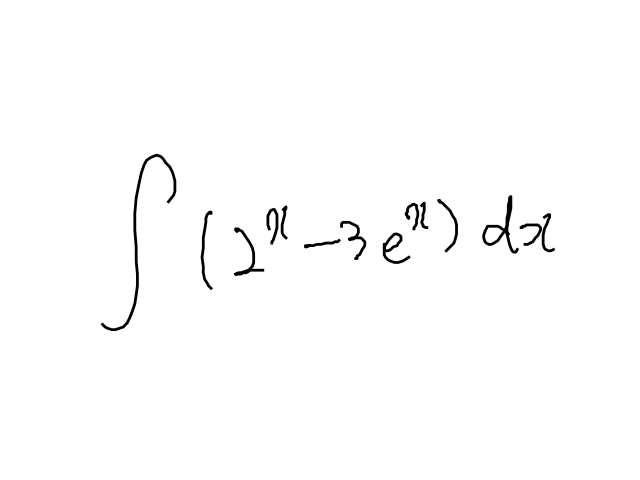 ∫ (2^x - 3e^x) dx